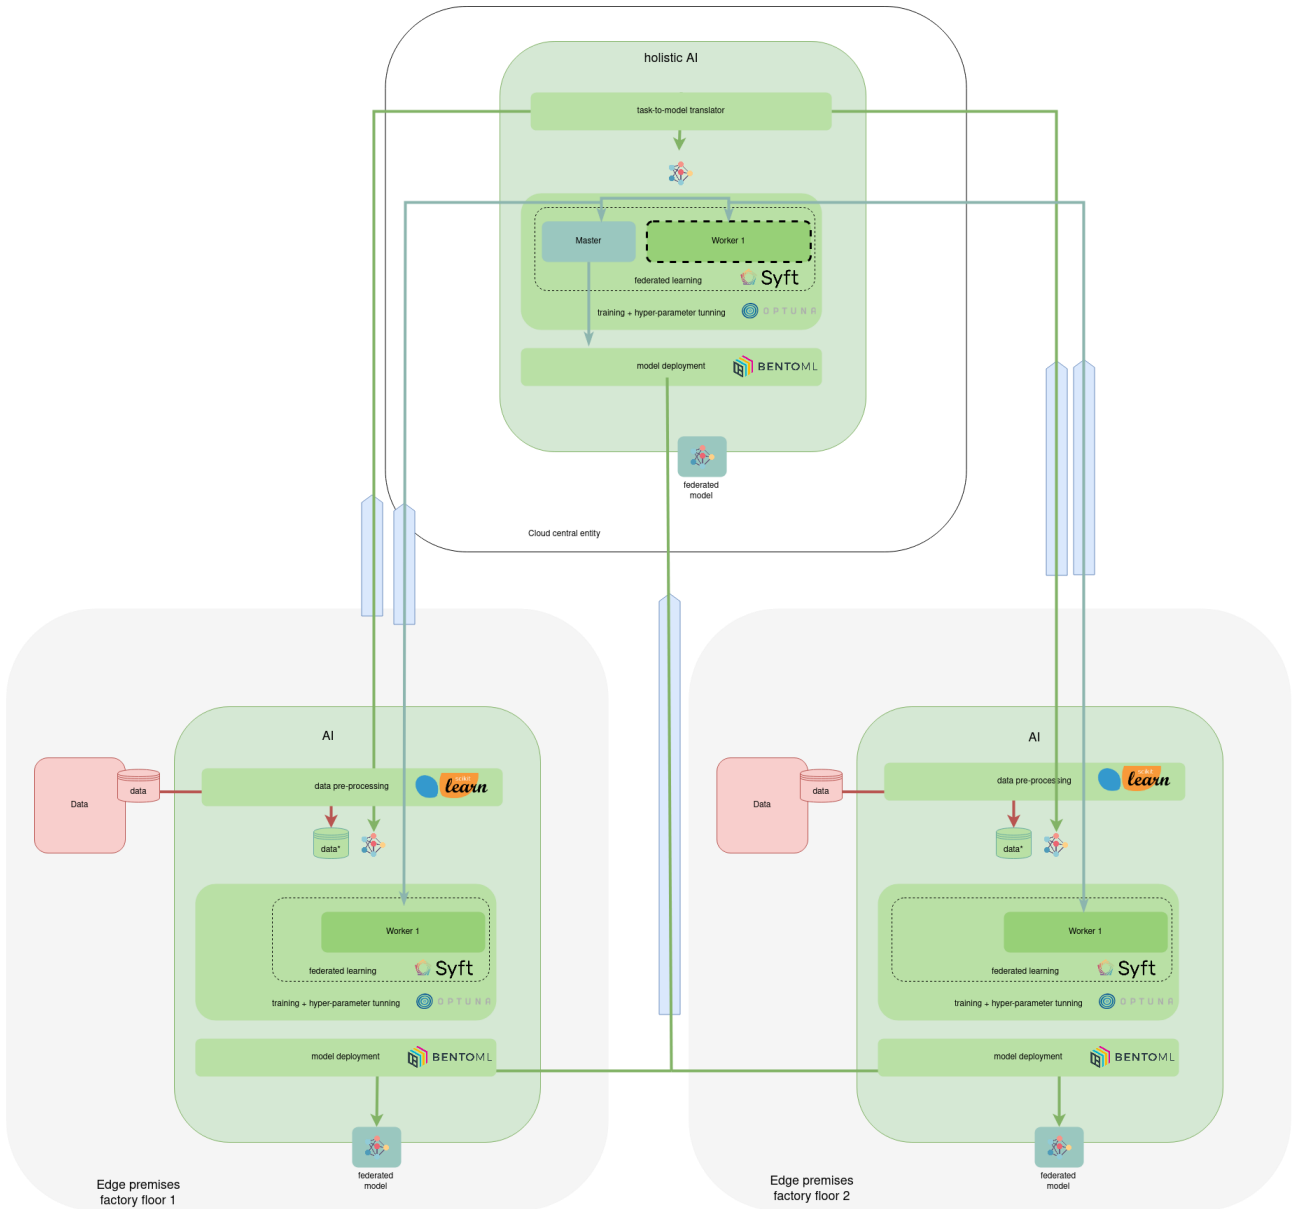 holistic AI
task-to-model translator
Master
Worker 1
federated learning
Syft
training + hyper-parameter tunning
OPTUNA
model deployment
BENTOML
federated
model
Cloud central entity
AI
Data
data
data pre-processing
scikit
learn
data*
Worker 1
federated learning
Syft
training + hyper-parameter tunning
OPTUNA
model deployment
BENTOML
federated
model
Edge premises
factory floor 1
AI
Data
data
data pre-processing
scikit
learn
data*
Worker 1
federated learning
Syft
training + hyper-parameter tunning
OPTUNA
model deployment
BENTOML
federated
model
Edge premises
factory floor 2